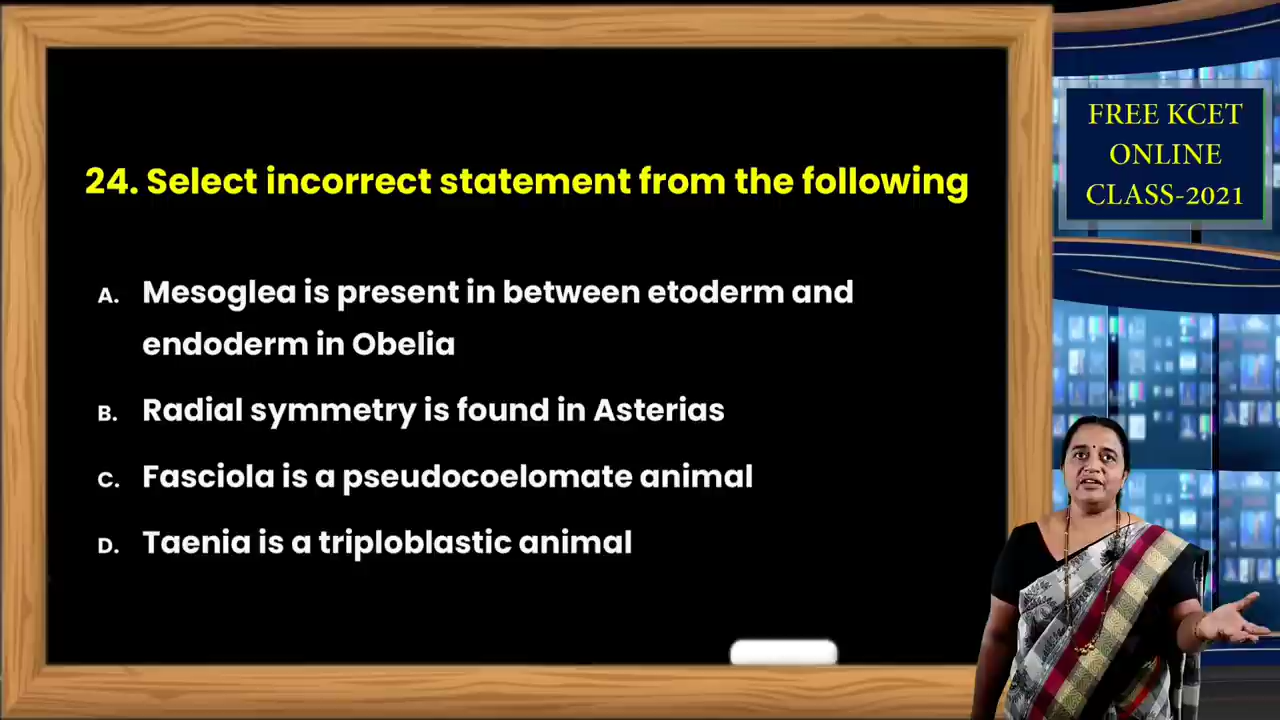 24. Select incorrect statement from the following
A. Mesoglea is present in between etoderm and
endoderm in Obelia
B. Radial symmetry is found in Asterias
C. Fasciola is a pseudocoelomate animal
D. Taenia is a triploblastic animal
FREE KCET
ONLINE
CLASS-2021